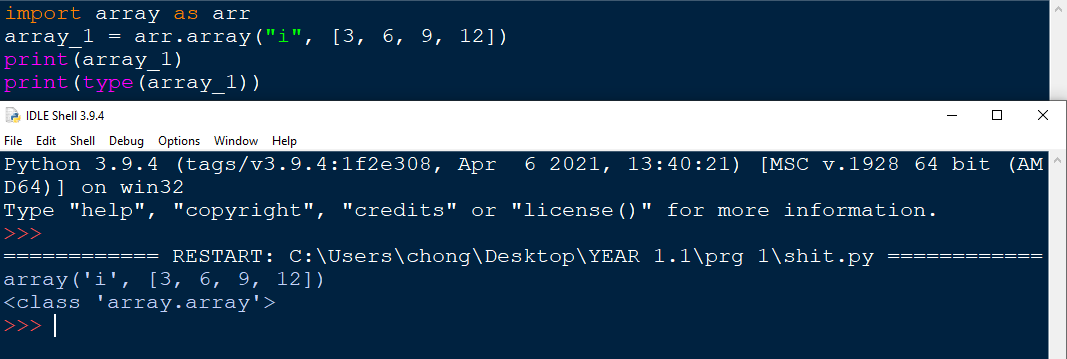 import array as arr
array_1 = arr.array("i", [3, 6, 9, 12])
print(array_1)
print(type(array_1))
IDLE Shell 3.9.4
File Edit Shell Debug Options Window Help
Python 3.9.4 (tags/v3.9.4:1f2e308, Apr  6 2021, 13:40:21) [MSC v.1928 64 bit (AM
D64)] on win32
Type "help", "copyright", "credits" or "license()" for more information.
>>>
============ RESTART: C:\Users\chong\Desktop\YEAR 1.1\prg 1\shit.py ============
array('i', [3, 6, 9, 12])
<class 'array.array'>
>>>